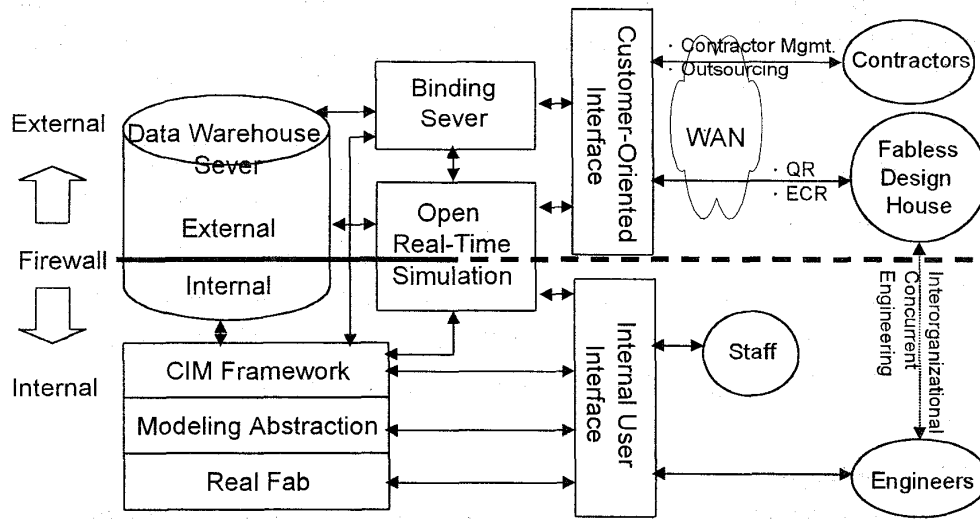 External
Firewall
Internal
Data Warehouse
Sever
External
Internal
Binding
Sever
Open
Real-Time
Simulation
CIM Framework
Modeling Abstraction
Real Fab
Customer-Oriented
Interface
Internal User
Interface
· Contractor Mgmt.
· Outsourcing
WAN
· QR
· ECR
Contractors
Fabless
Design
House
Interorganizational
Concurrent
Engineering
Staff
Engineers